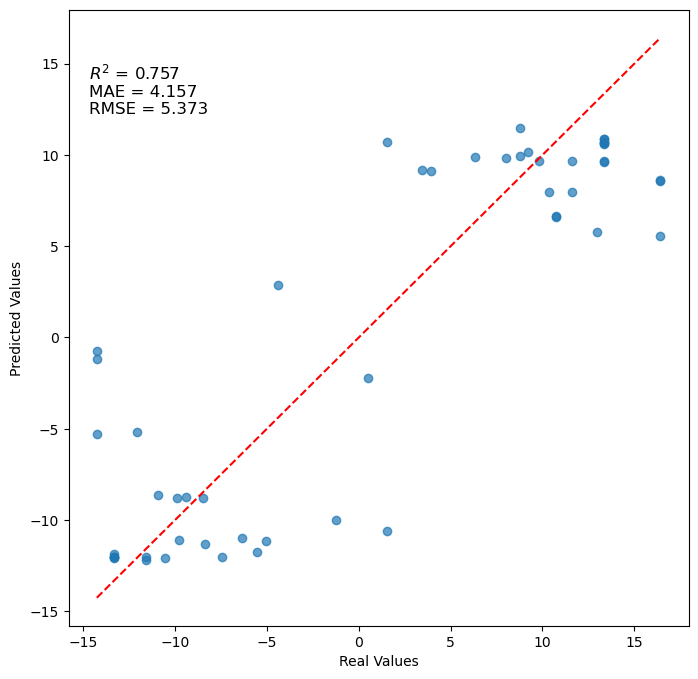 15
10
5
0
−5
−10
−15
Predicted Values
R² = 0.757
MAE = 4.157
RMSE = 5.373
−15 −10 −5 0 5 10 15
Real Values